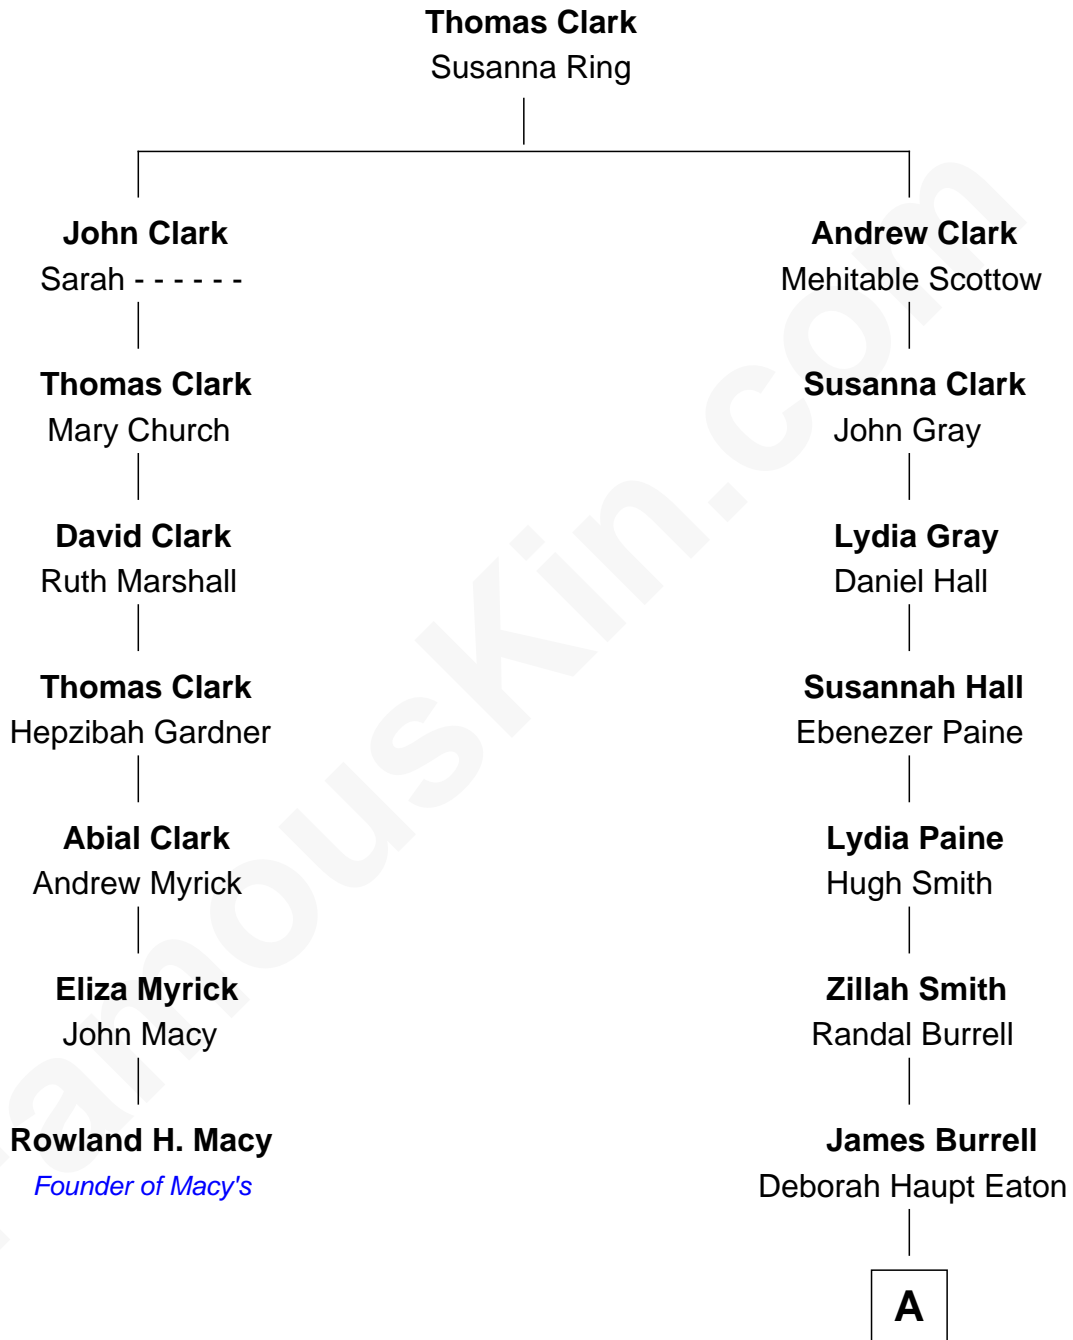 Thomas Clark
Susanna Ring
John Clark
Sarah - - - - - -
Andrew Clark
Mehitable Scottow
Thomas Clark
Mary Church
Susanna Clark
John Gray
David Clark
Ruth Marshall
Lydia Gray
Daniel Hall
Thomas Clark
Hepzibah Gardner
Susannah Hall
Ebenezer Paine
Abial Clark
Andrew Myrick
Lydia Paine
Hugh Smith
Eliza Myrick
John Macy
Zillah Smith
Randal Burrell
Rowland H. Macy
Founder of Macy's
James Burrell
Deborah Haupt Eaton
A
FamousKin.com